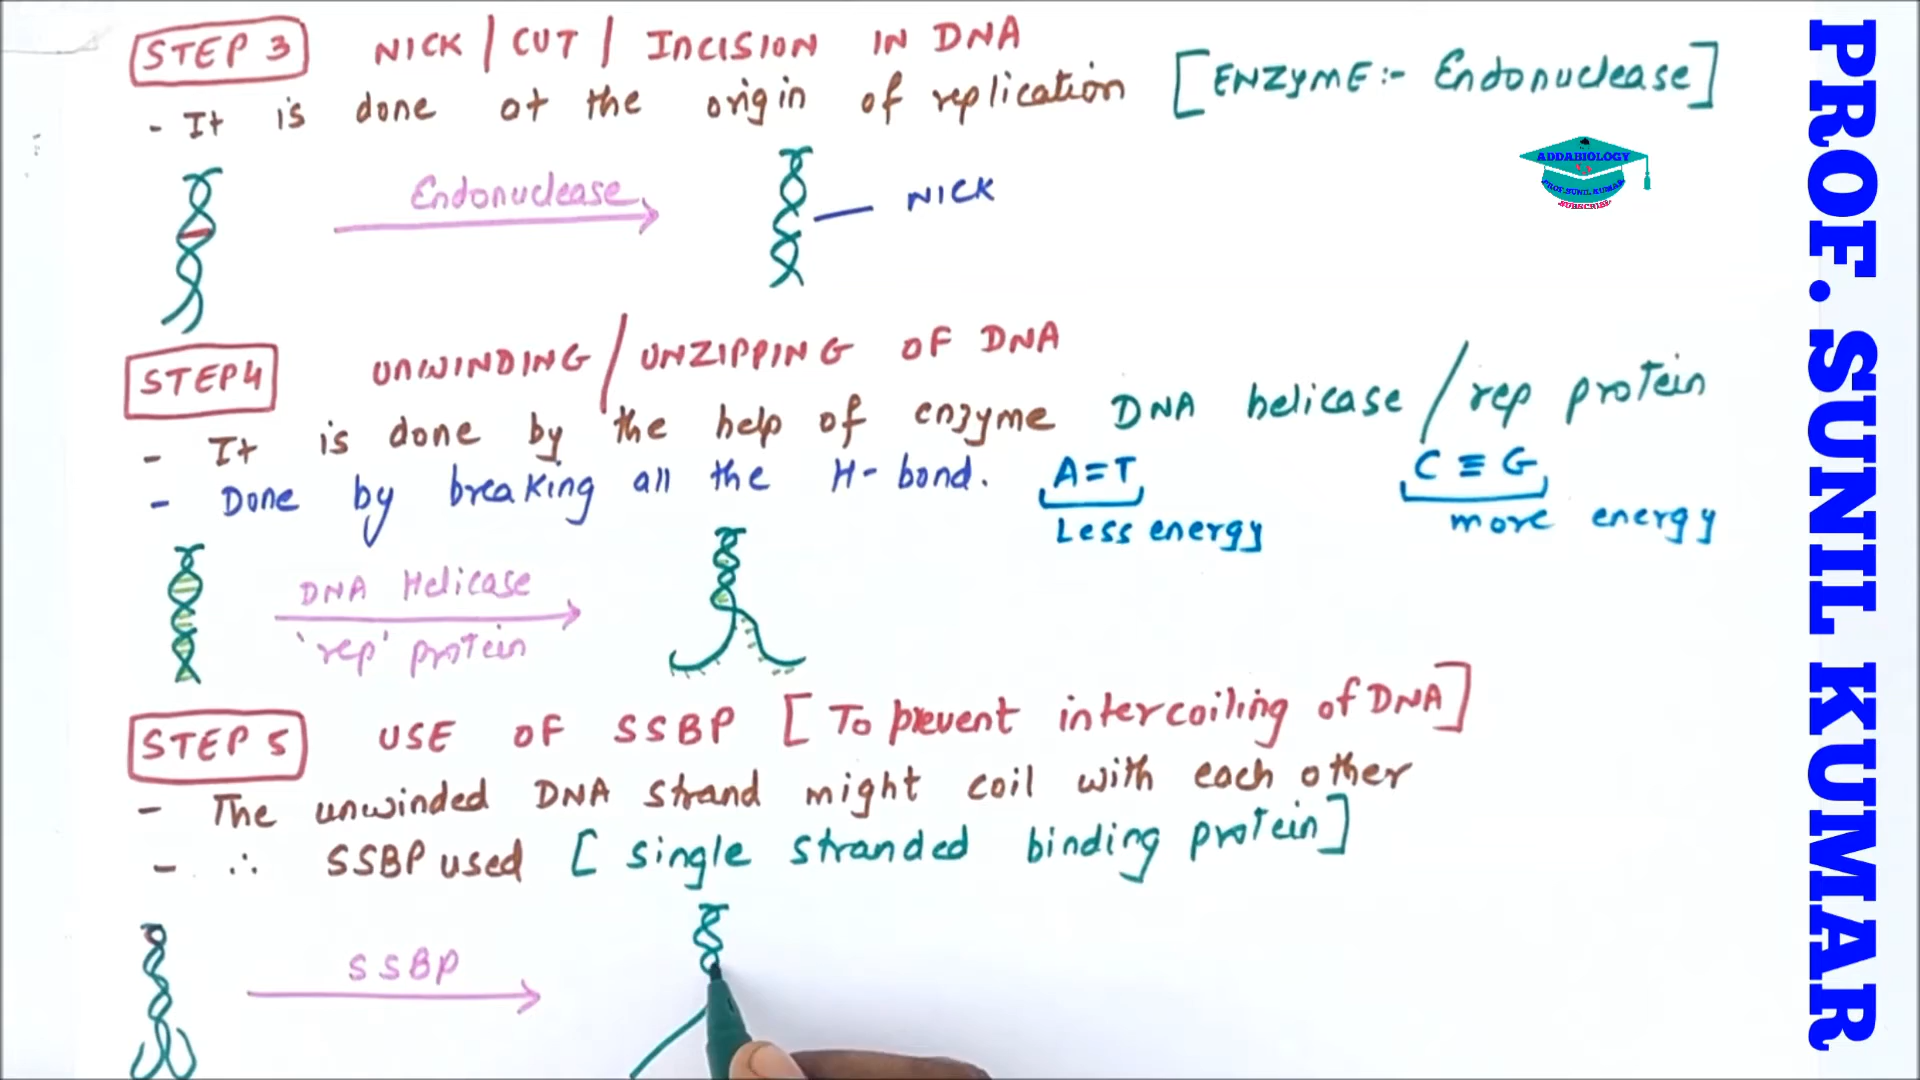 STEP 3 NICK / CUT / INCISION IN DNA
- It is done at the origin of replication [ENZYME:- Endonuclease]
ADDABIOLOGY
PROF.SUNIL KUMAR
SUBSCRIBE
Endonuclease
NICK
STEP4 UNWINDING / UNZIPPING OF DNA
- It is done by the help of enzyme DNA helicase / rep protein
- Done by breaking all the H-bond. A=T C≡G
Less energy more energy
DNA Helicase
'rep' protein
STEP 5 USE OF SSBP [To prevent intercoiling of DNA]
- The unwinded DNA strand might coil with each other
- ∴ SSBP used [single stranded binding protein]
SSBP
PROF. SUNIL KUMAR